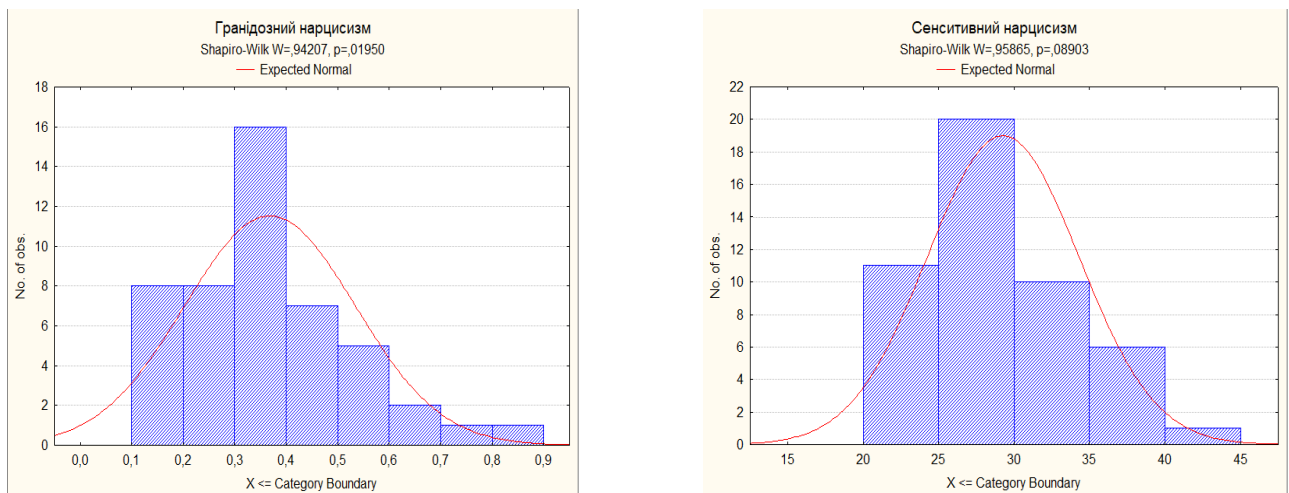 Гранідозний нарцисизм
Shapiro-Wilk W=,94207, p=,01950
Expected Normal
18
16
14
12
10
8
6
4
2
0
No. of obs.
0,0 0,1 0,2 0,3 0,4 0,5 0,6 0,7 0,8 0,9
X <= Category Boundary
Сенситивний нарцисизм
Shapiro-Wilk W=,95865, p=,08903
Expected Normal
22
20
18
16
14
12
10
8
6
4
2
0
No. of obs.
15 20 25 30 35 40 45
X <= Category Boundary